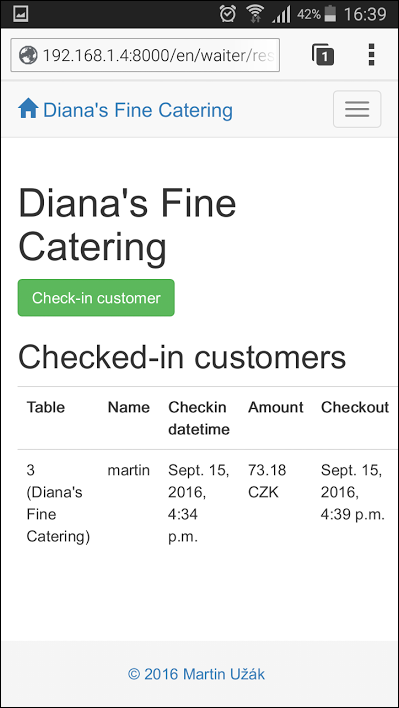 42% 16:39
192.168.1.4:8000/en/waiter/res
1
Diana's Fine Catering
Diana's Fine
Catering
Check-in customer
Checked-in customers
Table Name Checkin Amount Checkout
datetime
3 martin Sept. 15, 73.18 Sept. 15,
(Diana's 2016, CZK 2016,
Fine 4:34 4:39 p.m.
Catering) p.m.
© 2016 Martin Užák